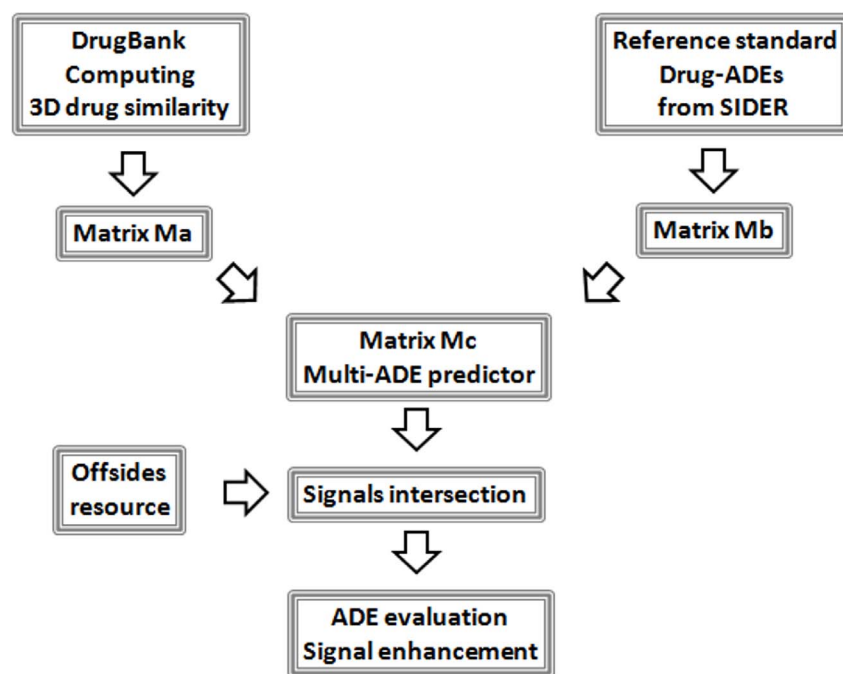 DrugBank
Computing
3D drug similarity
Reference standard
Drug-ADEs
from SIDER
Matrix Ma
Matrix Mb
Matrix Mc
Multi-ADE predictor
Offsides
resource
Signals intersection
ADE evaluation
Signal enhancement